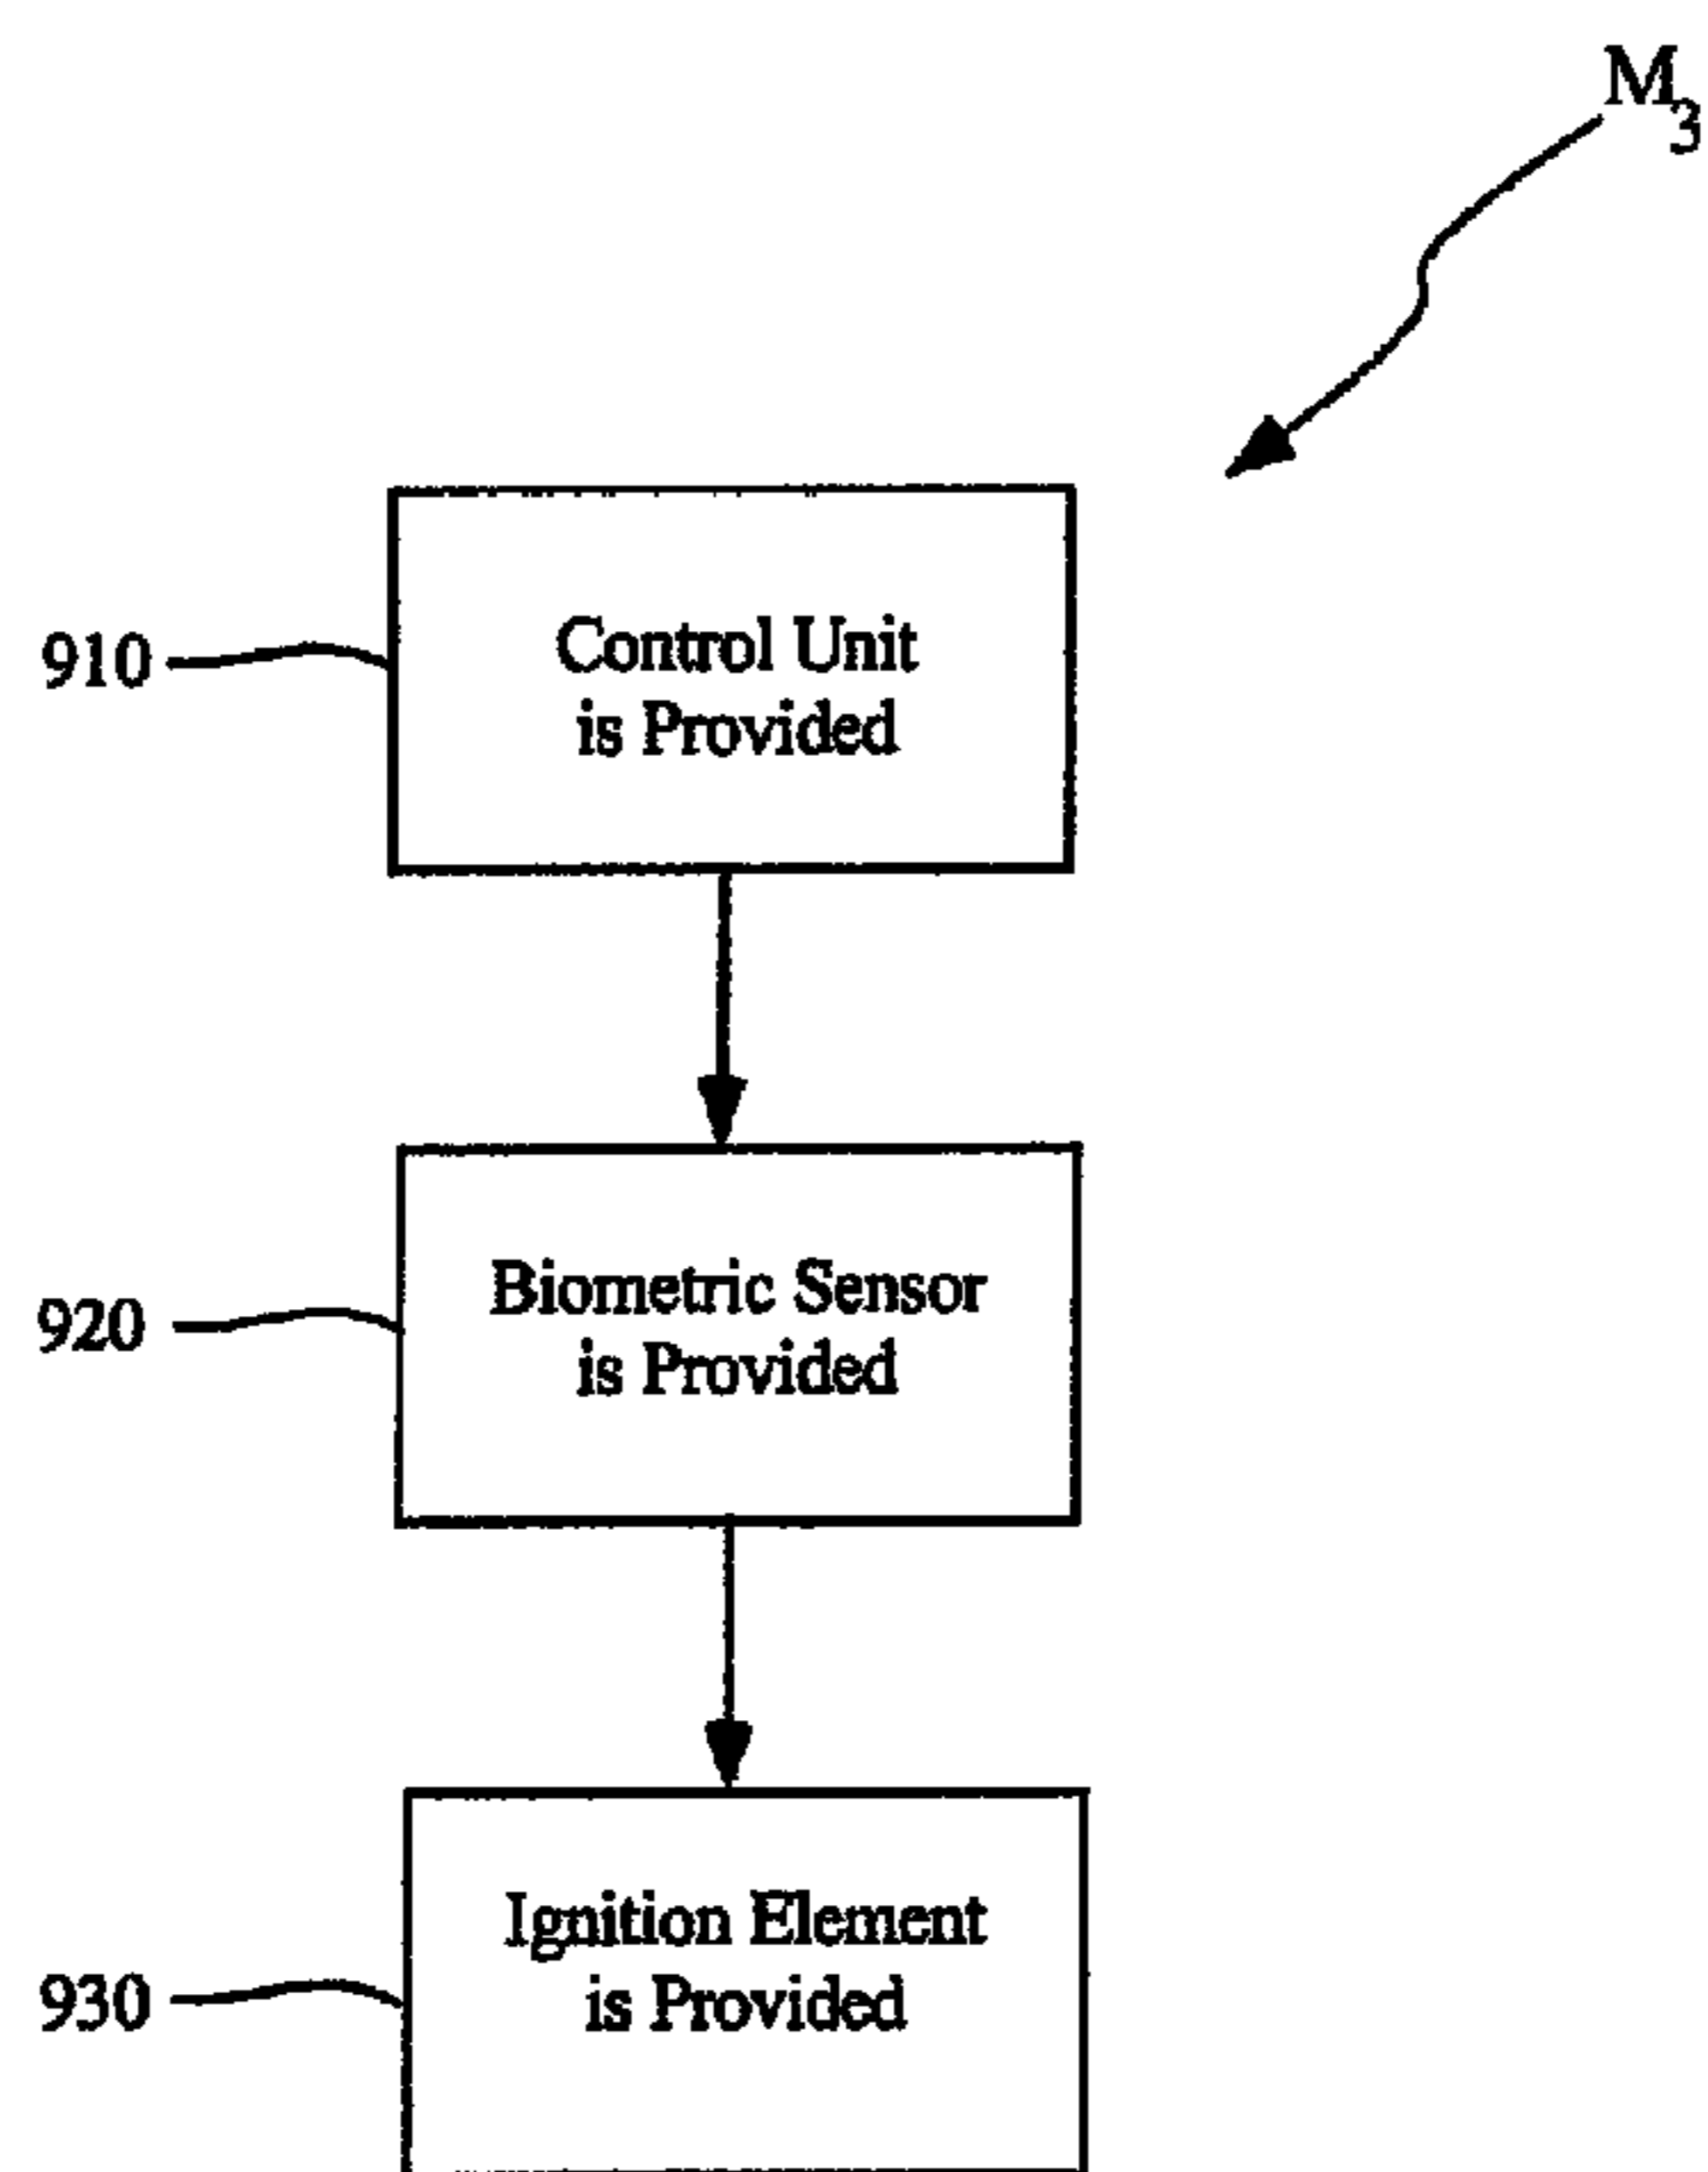 M3
910
Control Unit
is Provided
920
Biometric Sensor
is Provided
930
Ignition Element
is Provided